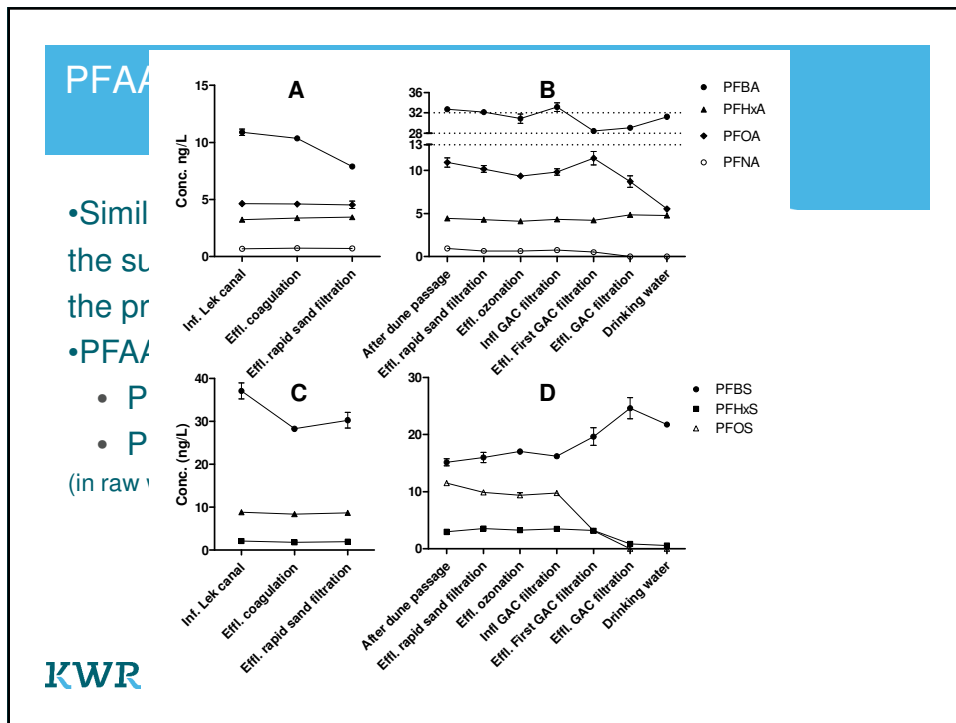 PFAA
•Simil
the su
the pr
•PFAA
• P
• P
(in raw
A
15
10
5
0
Conc. ng/L
Inf. Lek canal
Effl. coagulation
Effl. rapid sand filtration
B
36
32
28
13
10
5
0
After dune passage
Effl. rapid sand filtration
Effl. ozonation
Infl GAC filtration
Effl. First GAC filtration
Effl. GAC filtration
Drinking water
PFBA
PFHxA
PFOA
PFNA
C
40
30
20
10
0
Conc. (ng/L)
Inf. Lek canal
Effl. coagulation
Effl. rapid sand filtration
D
30
20
10
0
After dune passage
Effl. rapid sand filtration
Effl. ozonation
Infl GAC filtration
Effl. First GAC filtration
Effl. GAC filtration
Drinking water
PFBS
PFHxS
PFOS
KWR